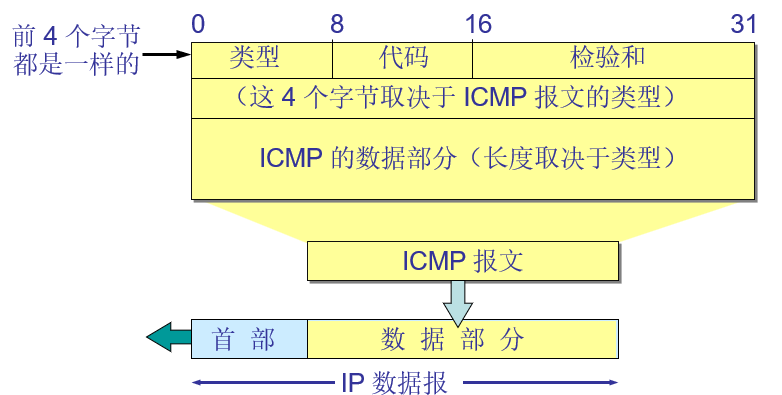 0 8 16 31
前 4 个字节
都是一样的
类型 代码 检验和
（这 4 个字节取决于 ICMP 报文的类型）
ICMP 的数据部分（长度取决于类型）
ICMP 报文
首 部 数 据 部 分
IP 数据报